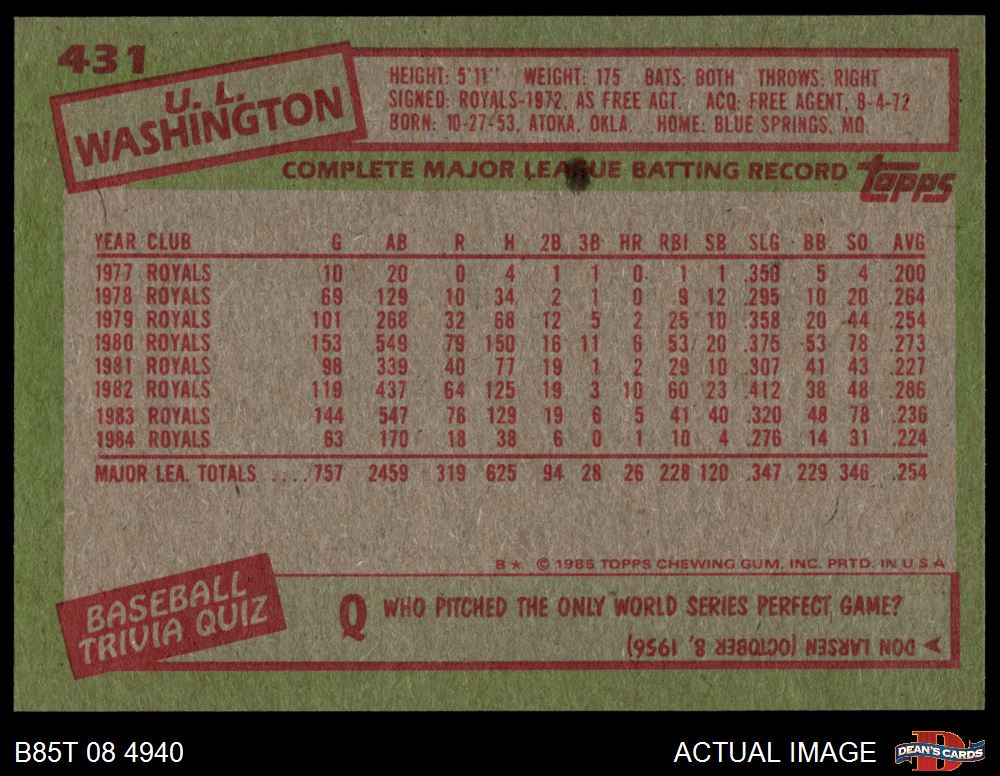 431
U. L.
WASHINGTON
HEIGHT: 5'11" WEIGHT: 175 BATS: BOTH THROWS: RIGHT
SIGNED: ROYALS-1972, AS FREE AGT. ACQ: FREE AGENT, 8-4-72
BORN: 10-27-53, ATOKA, OKLA. HOME: BLUE SPRINGS, MO.
COMPLETE MAJOR LEAGUE BATTING RECORD
topps
YEAR CLUB G AB R H 2B 3B HR RBI SB SLG BB SO AVG
1977 ROYALS 10 20 0 4 1 1 0 1 1 .350 5 4 .200
1978 ROYALS 69 129 10 34 2 1 0 9 12 .295 10 20 .264
1979 ROYALS 101 268 32 68 12 5 2 25 10 .358 20 44 .254
1980 ROYALS 153 549 79 150 16 11 6 53 20 .375 53 78 .273
1981 ROYALS 98 339 40 77 19 1 2 29 10 .307 41 43 .227
1982 ROYALS 119 437 64 125 19 3 10 60 23 .412 38 48 .286
1983 ROYALS 144 547 76 129 19 6 5 41 40 .320 48 78 .236
1984 ROYALS 63 170 18 38 6 0 1 10 4 .276 14 31 .224
MAJOR LEA. TOTALS ....757 2459 319 625 94 28 26 228 120 .347 229 346 .254
B★ © 1985 TOPPS CHEWING GUM, INC. PRTD. IN U S A
BASEBALL
TRIVIA QUIZ
Q WHO PITCHED THE ONLY WORLD SERIES PERFECT GAME?
DON LARSEN (OCTOBER 8, 1956)
B85T 08 4940
ACTUAL IMAGE
DEAN'S CARDS